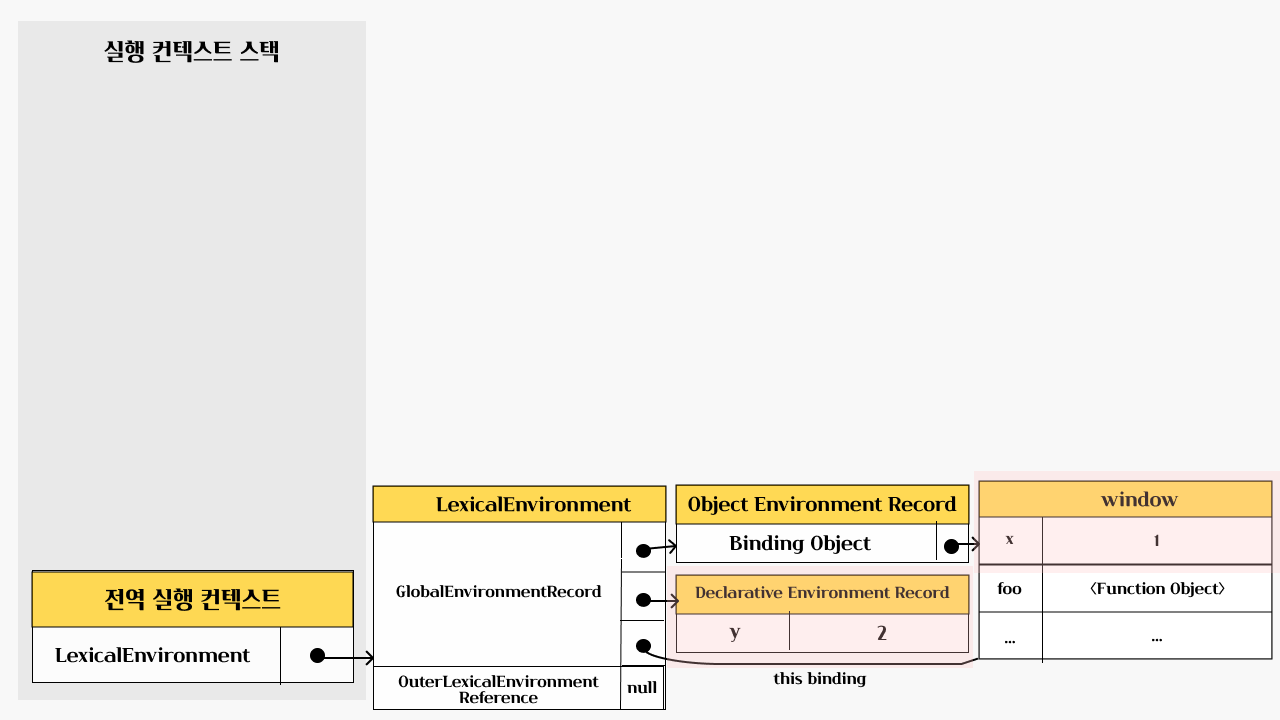 실행 컨텍스트 스택
전역 실행 컨텍스트
LexicalEnvironment
LexicalEnvironment
GlobalEnvironmentRecord
OuterLexicalEnvironment
Reference
null
Object Environment Record
Binding Object
Declarative Environment Record
y 2
this binding
window
x 1
foo <Function Object>
... ...